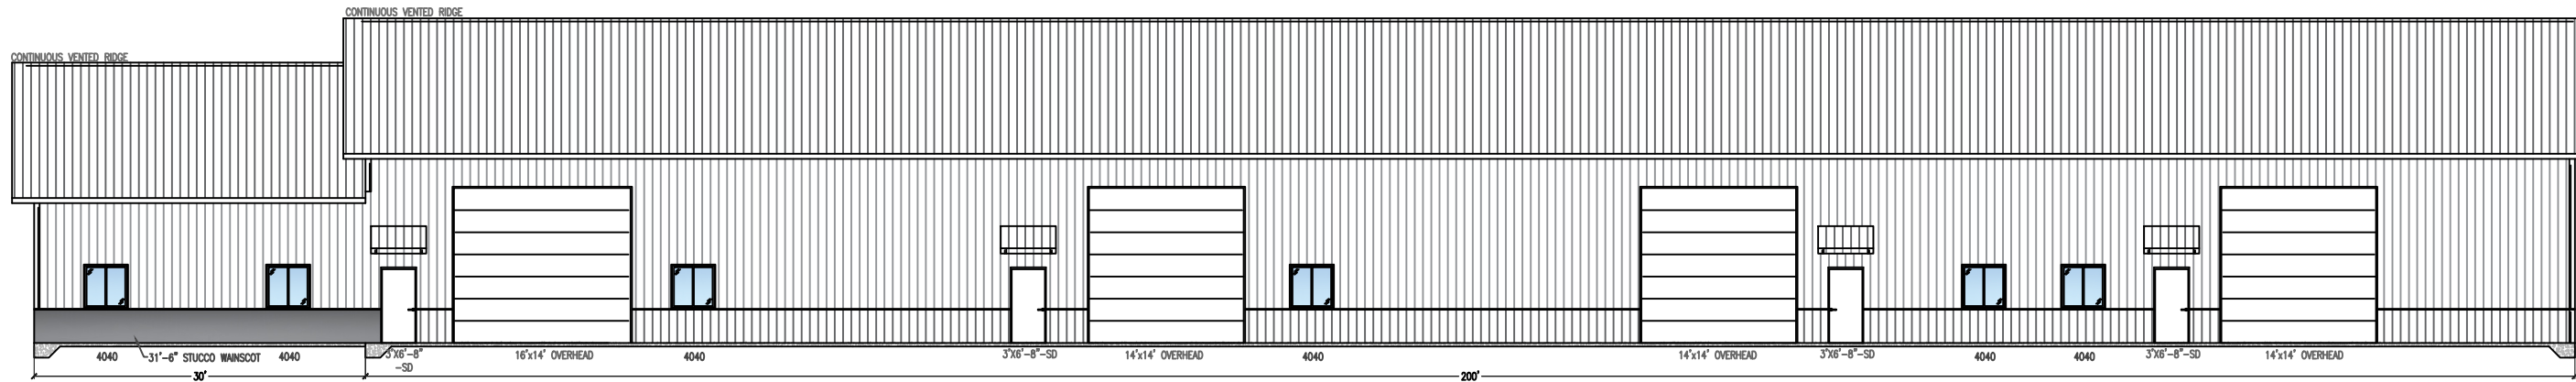 CONTINUOUS VENTED RIDGE
CONTINUOUS VENTED RIDGE
4040
31'-6" STUCCO WAINSCOT
4040
3'X6'-8"
-SD
16'x14' OVERHEAD
4040
3'X6'-8"-SD
14'x14' OVERHEAD
4040
14'x14' OVERHEAD
3'X6'-8"-SD
4040
4040
3'X6'-8"-SD
14'x14' OVERHEAD
30'
200'